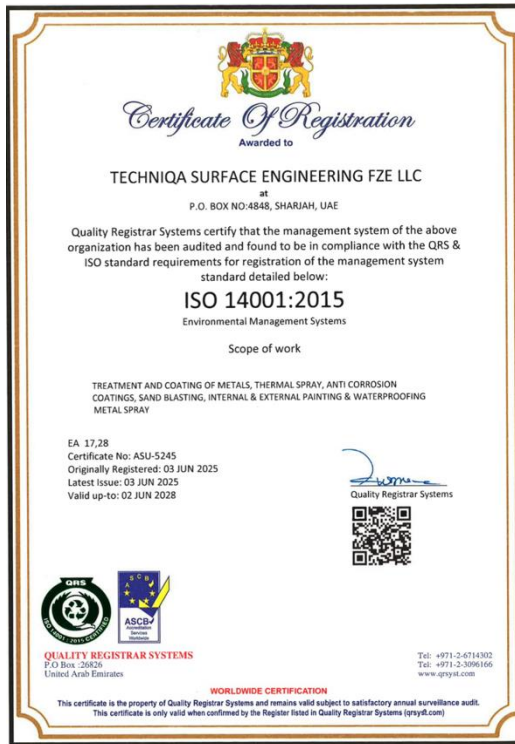 Certificate Of Registration
Awarded to
TECHNIQA SURFACE ENGINEERING FZE LLC
at
P.O. BOX NO:4848, SHARJAH, UAE
Quality Registrar Systems certify that the management system of the above
organization has been audited and found to be in compliance with the QRS &
ISO standard requirements for registration of the management system
standard detailed below:
ISO 14001:2015
Environmental Management Systems
Scope of work
TREATMENT AND COATING OF METALS, THERMAL SPRAY, ANTI CORROSION
COATINGS, SAND BLASTING, INTERNAL & EXTERNAL PAINTING & WATERPROOFING
METAL SPRAY
EA 17,28
Certificate No: ASU-5245
Originally Registered: 03 JUN 2025
Latest Issue: 03 JUN 2025
Valid up-to: 02 JUN 2028
Quality Registrar Systems
QRS
ISO 14001:2015 CERTIFIED
ASCB
ASCB
Accreditation
Services
Worldwide
QUALITY REGISTRAR SYSTEMS
P.O Box :26826
United Arab Emirates
Tel: +971-2-6714302
Tel: +971-2-3096166
www.qrsyst.com
WORLDWIDE CERTIFICATION
This certificate is the property of Quality Registrar Systems and remains valid subject to satisfactory annual surveillance audit.
This certificate is only valid when confirmed by the Register listed in Quality Registrar Systems (qrsyst.com)